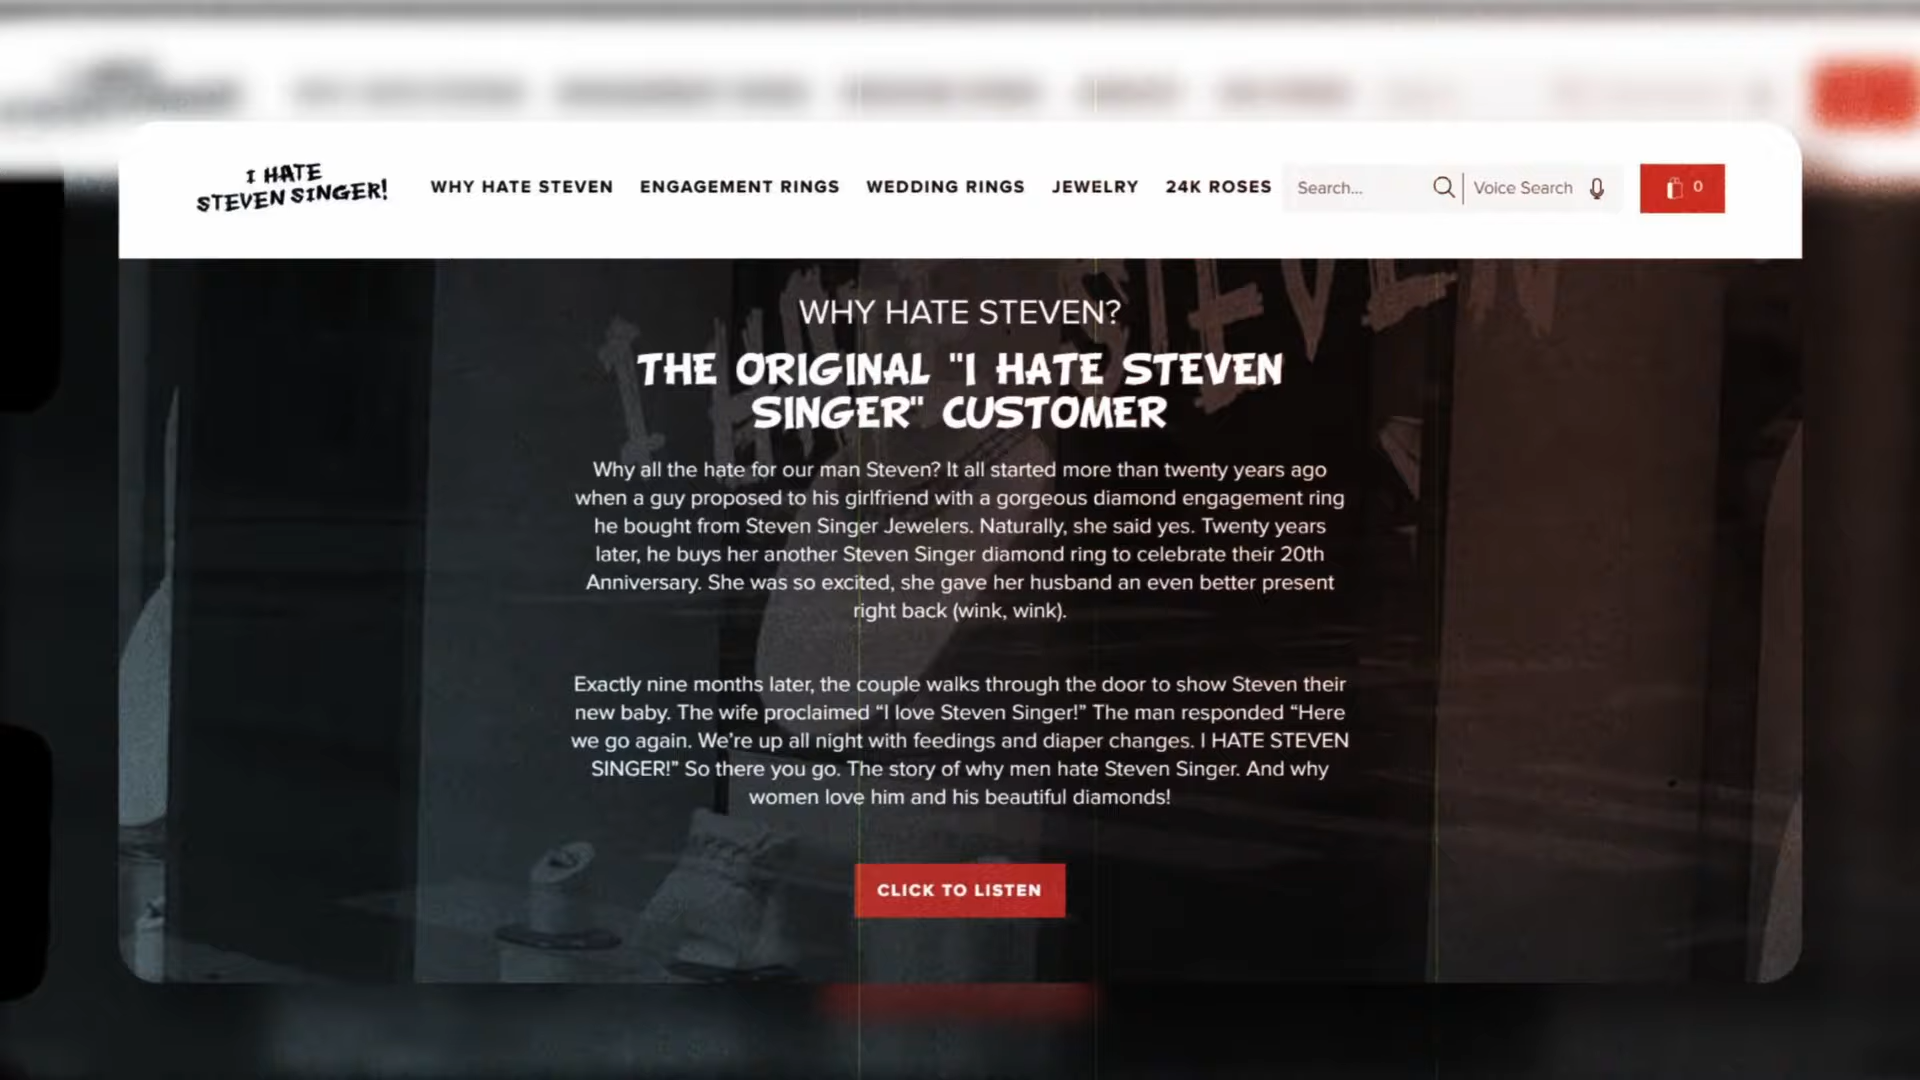 I HATE
STEVEN SINGER!
WHY HATE STEVEN
ENGAGEMENT RINGS
WEDDING RINGS
JEWELRY
24K ROSES
Search...
Voice Search
0
I HATE STEVEN
WHY HATE STEVEN?
THE ORIGINAL "I HATE STEVEN
SINGER" CUSTOMER
Why all the hate for our man Steven? It all started more than twenty years ago
when a guy proposed to his girlfriend with a gorgeous diamond engagement ring
he bought from Steven Singer Jewelers. Naturally, she said yes. Twenty years
later, he buys her another Steven Singer diamond ring to celebrate their 20th
Anniversary. She was so excited, she gave her husband an even better present
right back (wink, wink).
Exactly nine months later, the couple walks through the door to show Steven their
new baby. The wife proclaimed “I love Steven Singer!” The man responded “Here
we go again. We’re up all night with feedings and diaper changes. I HATE STEVEN
SINGER!” So there you go. The story of why men hate Steven Singer. And why
women love him and his beautiful diamonds!
CLICK TO LISTEN